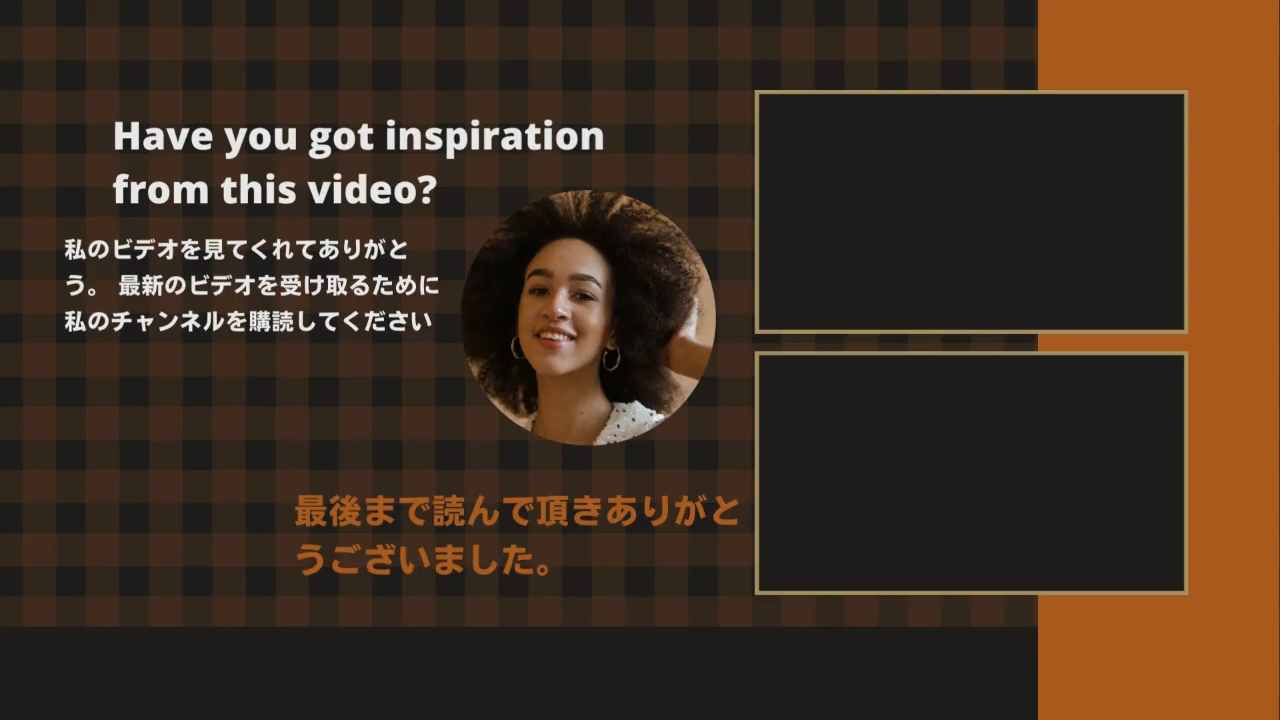 Have you got inspiration
from this video?
私のビデオを見てくれてありがと
う。 最新のビデオを受け取るために
私のチャンネルを購読してください
最後まで読んで頂きありがと
うございました。